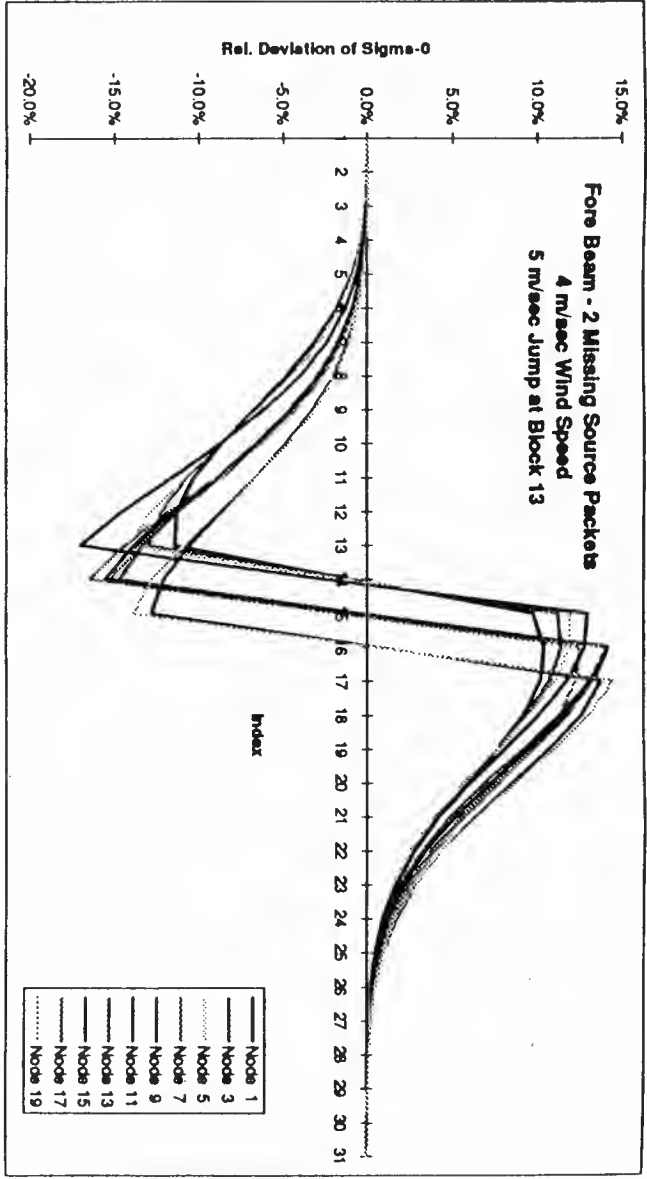 Fore Beam - 2 Missing Source Packets
4 m/sec Wind Speed
5 m/sec Jump at Block 13
Rel. Deviation of Sigma-0
15.0%
10.0%
5.0%
0.0%
-5.0%
-10.0%
-15.0%
-20.0%
2 3 4 5 8 9 10 11 12 13 16 17 18 19 20 21 22 23 24 25 26 27 28 29 30 31
Index
Node 1
Node 3
Node 5
Node 7
Node 9
Node 11
Node 13
Node 15
Node 17
Node 19